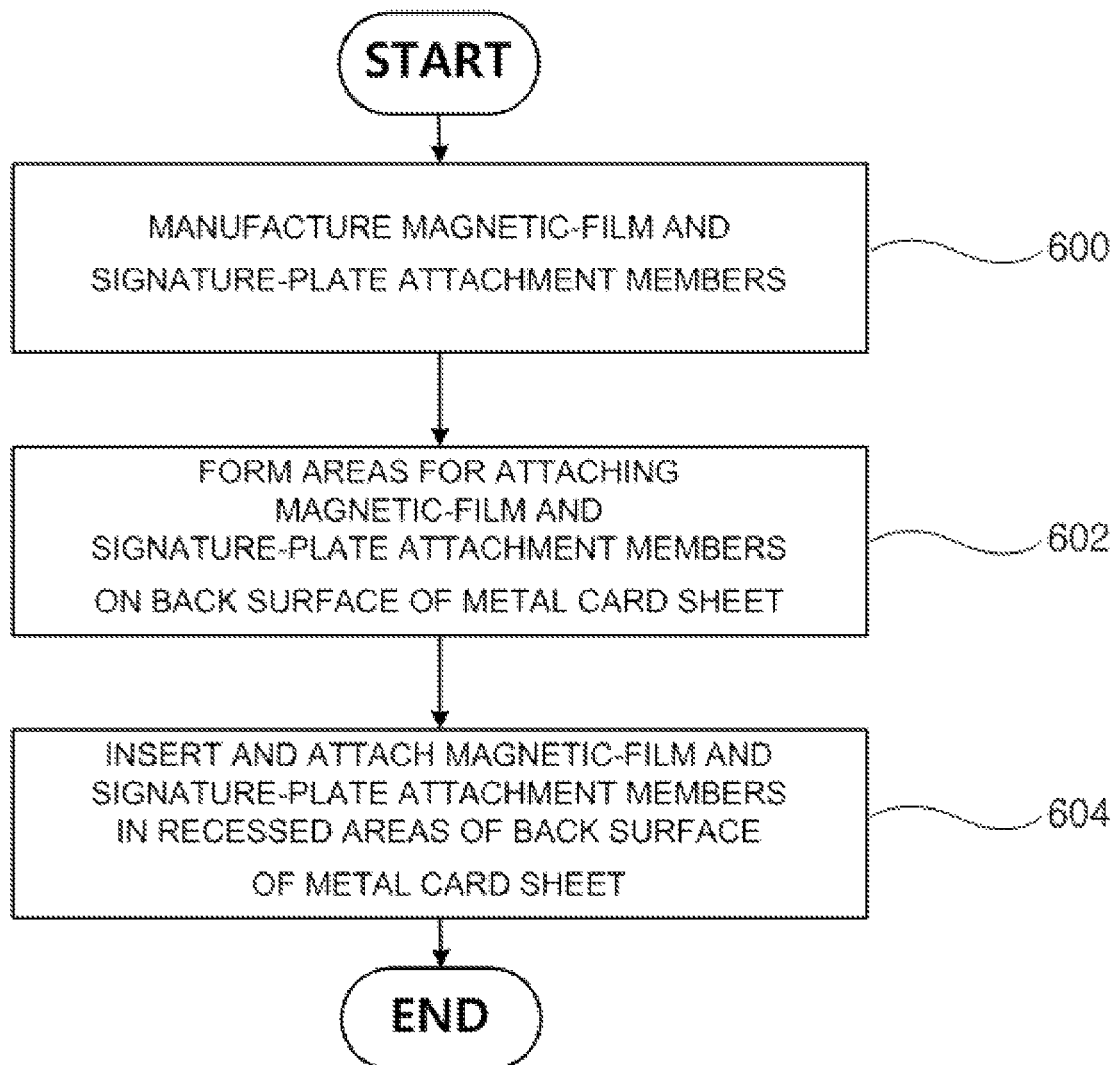 START
MANUFACTURE MAGNETIC-FILM AND
SIGNATURE-PLATE ATTACHMENT MEMBERS
600
FORM AREAS FOR ATTACHING
MAGNETIC-FILM AND
SIGNATURE-PLATE ATTACHMENT MEMBERS
ON BACK SURFACE OF METAL CARD SHEET
602
INSERT AND ATTACH MAGNETIC-FILM AND
SIGNATURE-PLATE ATTACHMENT MEMBERS
IN RECESSED AREAS OF BACK SURFACE
OF METAL CARD SHEET
604
END